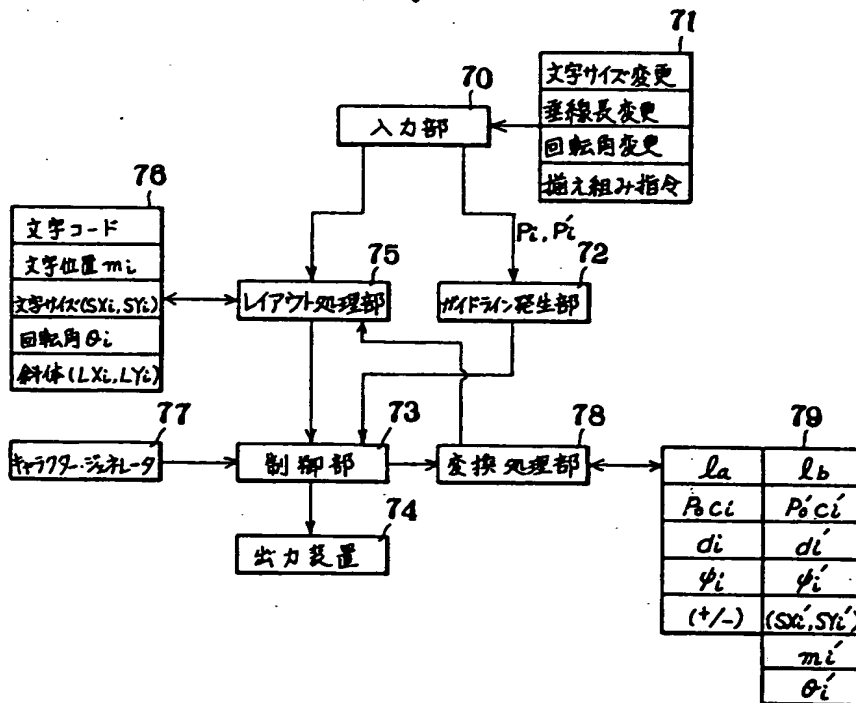 71
70
文字サイズ変更
垂線長変更
回転角変更
揃え組み指令
入力部
76
文字コード
文字位置mi
文字サイズ(SXi,SYi)
回転角θi
斜体(LXi,LYi)
Pi, Pi'
75
72
レイアウト処理部
ガイドライン発生部
77
73
78
79
キャラクター・ジェネレータ
制御部
変換処理部
la lb
P₀ci P₀'ci'
di di'
ψi ψi'
(+/-) (SXi',SYi')
mi'
θi'
74
出力装置